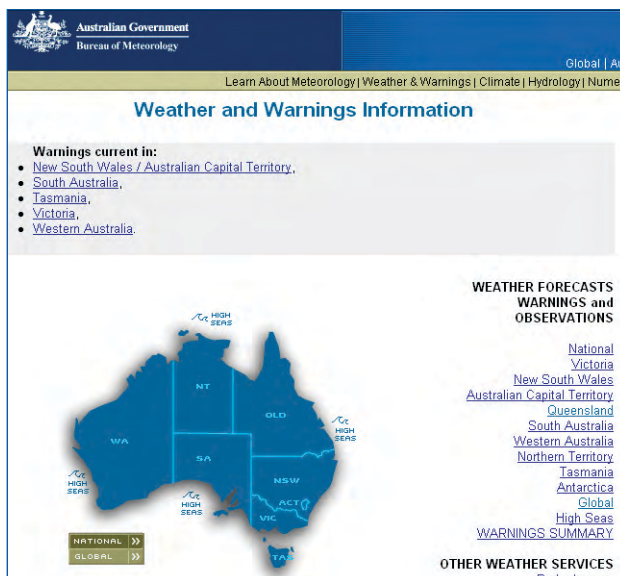 Australian Government
Bureau of Meteorology
Global |
Learn About Meteorology | Weather & Warnings | Climate | Hydrology |
Weather and Warnings Information
Warnings current in:
New South Wales / Australian Capital Territory,
South Australia,
Tasmania,
Victoria,
Western Australia.
WEATHER FORECASTS
WARNINGS and
OBSERVATIONS
National
Victoria
New South Wales
Australian Capital Territory
Queensland
South Australia
Western Australia
Northern Territory
Tasmania
Antarctica
Global
High Seas
WARNINGS SUMMARY
OTHER WEATHER SERVICES
HIGH
SEAS
NT
QLD
HIGH
SEAS
WA
SA
NSW
HIGH
SEAS
HIGH
SEAS
ACT
VIC
NATIONAL
GLOBAL
TAS